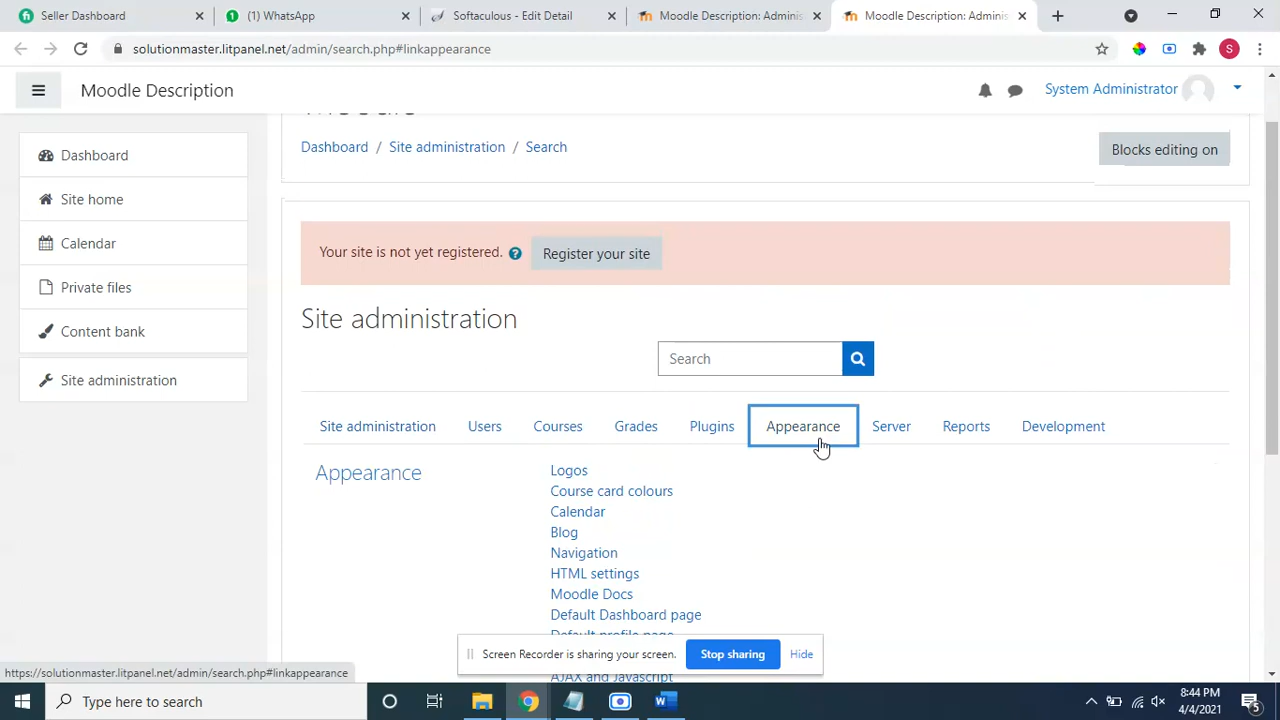 Seller Dashboard
(1) WhatsApp
Softaculous - Edit Detail
Moodle Description: Adminis
Moodle Description: Adminis
solutionmaster.litpanel.net/admin/search.php#linkappearance
S
Moodle Description
System Administrator
Dashboard / Site administration / Search
Blocks editing on
Dashboard
Site home
Calendar
Private files
Content bank
Site administration
Your site is not yet registered.
Register your site
Site administration
Search
Site administration Users Courses Grades Plugins Appearance Server Reports Development
Appearance
Logos
Course card colours
Calendar
Blog
Navigation
HTML settings
Moodle Docs
Default Dashboard page
Default profile page
Screen Recorder is sharing your screen.
Stop sharing
Hide
AJAX and Javascript
https://solutionmaster.litpanel.net/admin/search.php#linkappearance
Type here to search
8:44 PM
4/4/2021
5